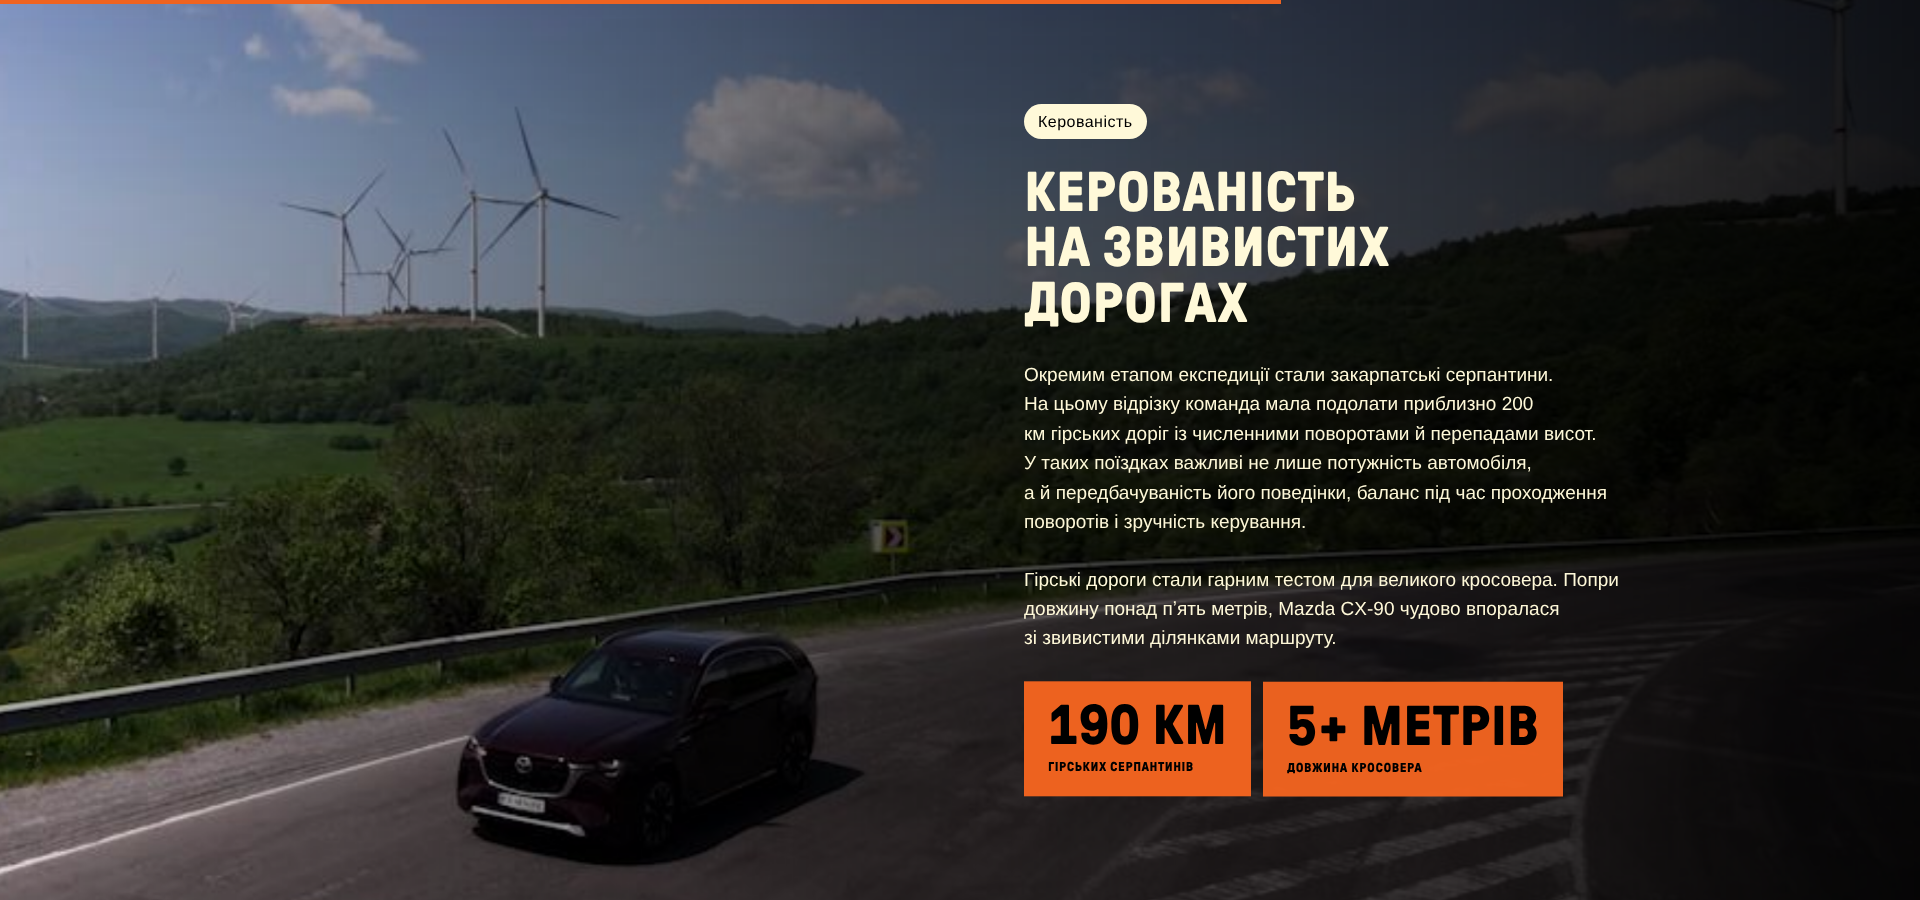 Керованість
КЕРОВАНІСТЬ
НА ЗВИВИСТИХ
ДОРОГАХ
Окремим етапом експедиції стали закарпатські серпантини.
На цьому відрізку команда мала подолати приблизно 200
км гірських доріг із численними поворотами й перепадами висот.
У таких поїздках важливі не лише потужність автомобіля,
а й передбачуваність його поведінки, баланс під час проходження
поворотів і зручність керування.
Гірські дороги стали гарним тестом для великого кросовера. Попри
довжину понад п’ять метрів, Mazda CX-90 чудово впоралася
зі звивистими ділянками маршруту.
190 КМ
ГІРСЬКИХ СЕРПАНТИНІВ
5+ МЕТРІВ
ДОВЖИНА КРОСОВЕРА